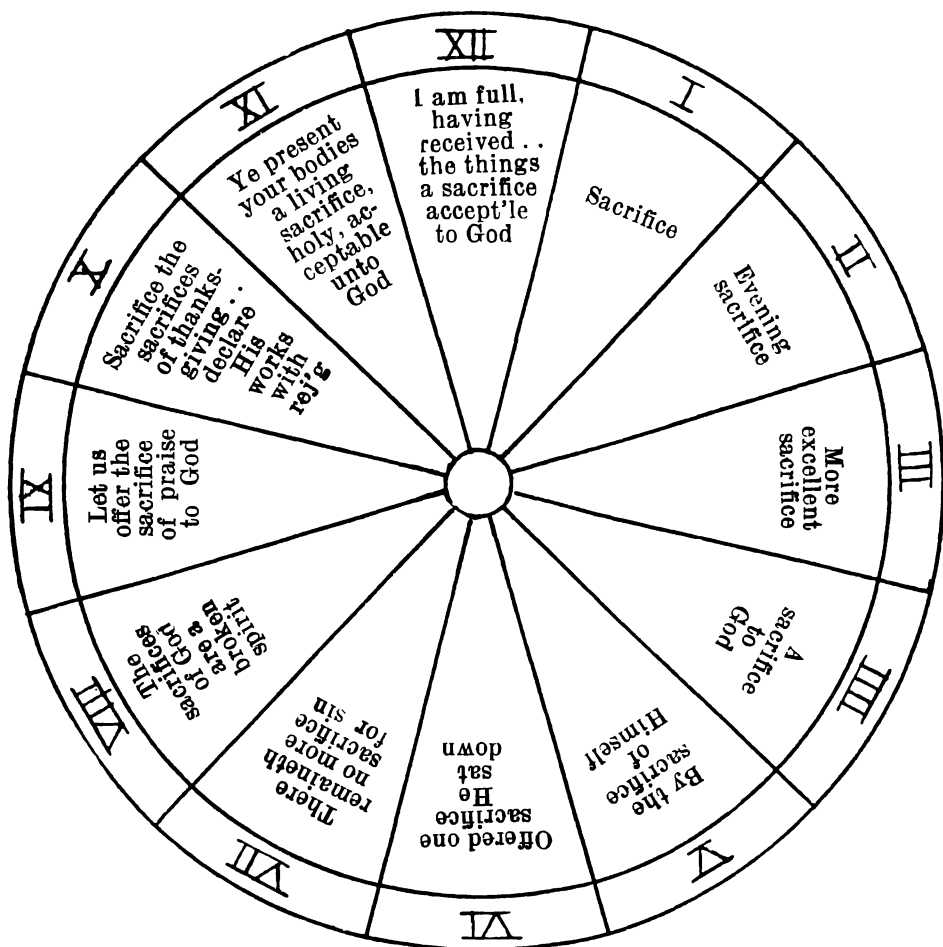 XII
I am full,
having
received . .
the things
a sacrifice
accept'le
to God
I
Sacrifice
II
Evening
sacrifice
III
More
excellent
sacrifice
IIII
A
sacrifice
to
God
V
By the
sacrifice
of
Himself
VI
Offered one
sacrifice
He
sat
down
VII
There
remaineth
no more
sacrifice
for sin
VIII
The
sacrifices
of God
are a
broken
spirit
IX
Let us
offer the
sacrifice
of praise
to God
X
Sacrifice the
sacrifices
of thanks-
giving . .
declare
His
works
with
rej'g
XI
Ye present
your bodies
a living
sacrifice,
holy, ac-
ceptable
unto
God